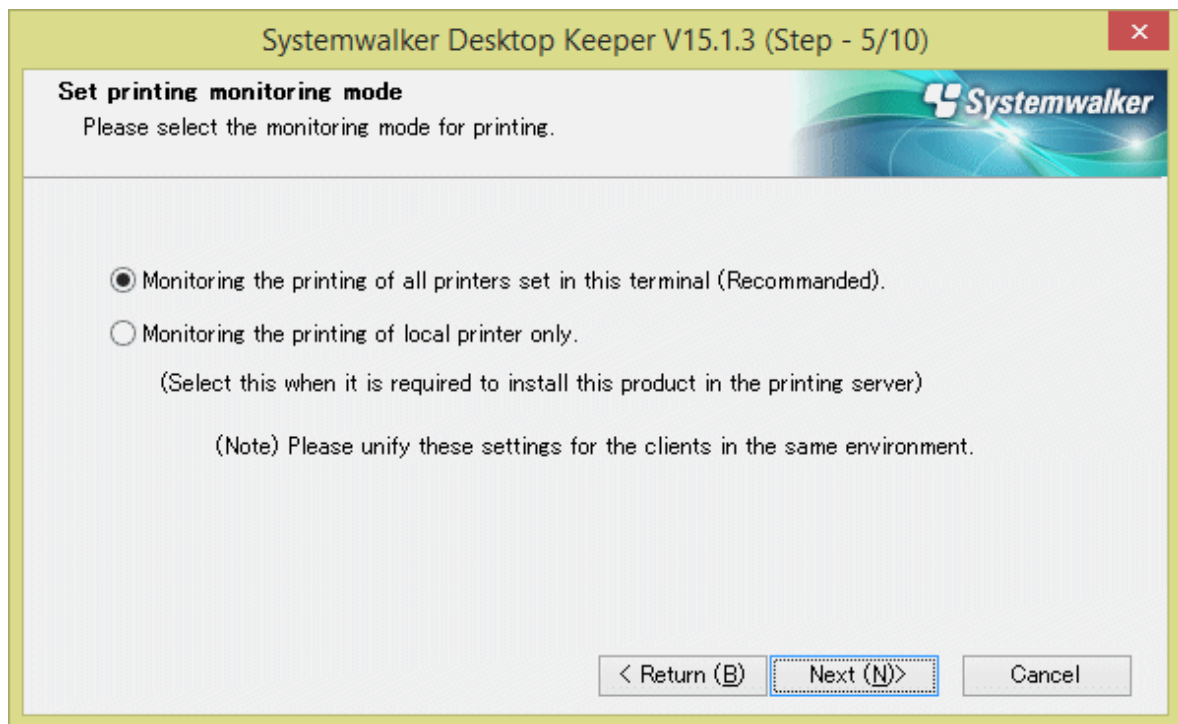 Systemwalker Desktop Keeper V15.1.3 (Step - 5/10)
Set printing monitoring mode
Please select the monitoring mode for printing.
Systemwalker
Monitoring the printing of all printers set in this terminal (Recommanded).
Monitoring the printing of local printer only.
(Select this when it is required to install this product in the printing server)
(Note) Please unify these settings for the clients in the same environment.
< Return (B)
Next (N)>
Cancel